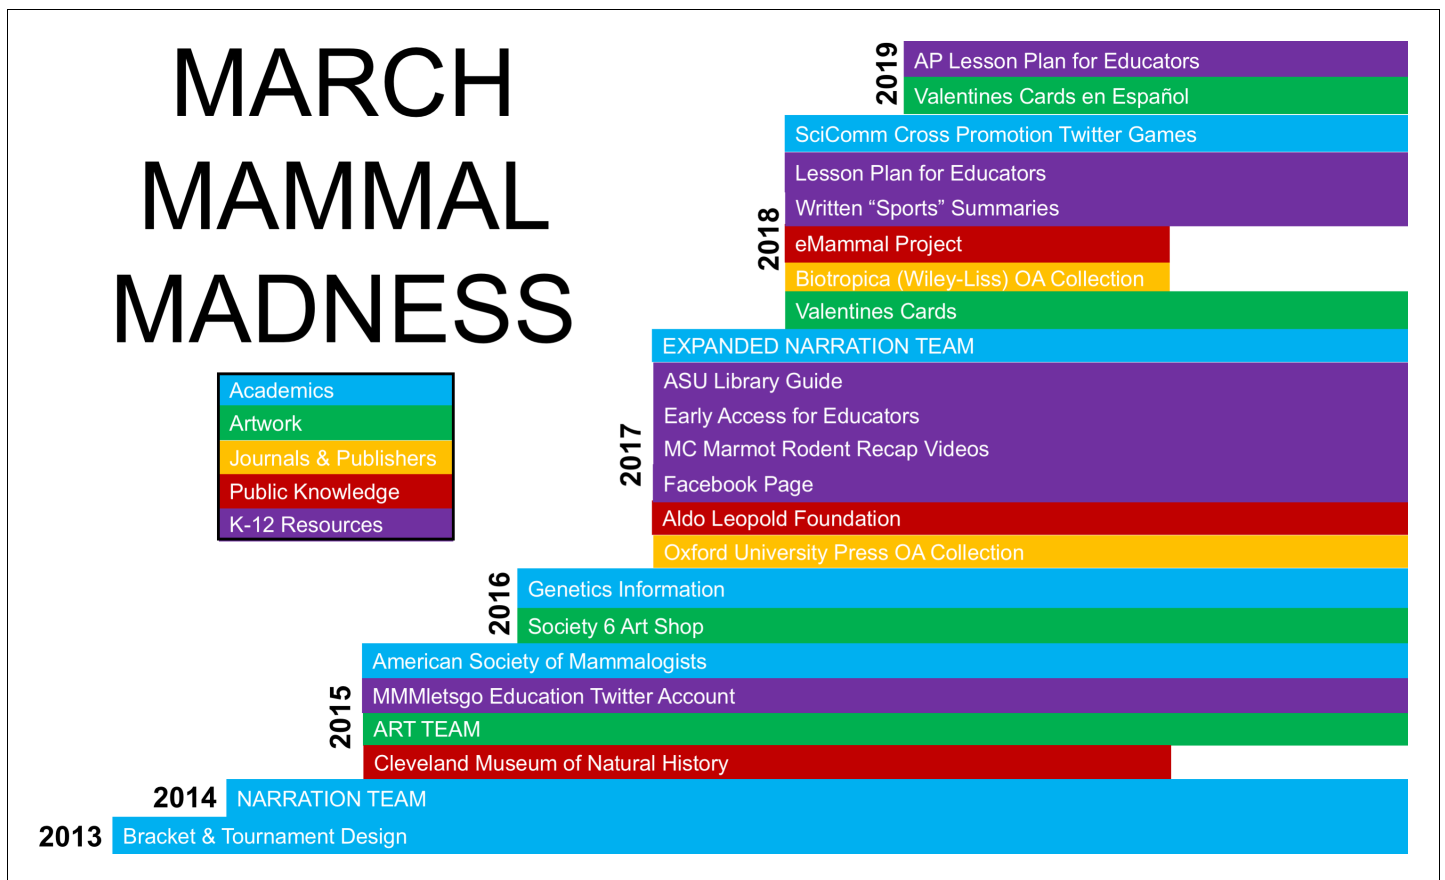 MARCH
MAMMAL
MADNESS
Academics
Artwork
Journals & Publishers
Public Knowledge
K-12 Resources
2019
AP Lesson Plan for Educators
Valentines Cards en Español
2018
SciComm Cross Promotion Twitter Games
Lesson Plan for Educators
Written “Sports” Summaries
eMammal Project
Biotropica (Wiley-Liss) OA Collection
Valentines Cards
2017
EXPANDED NARRATION TEAM
ASU Library Guide
Early Access for Educators
MC Marmot Rodent Recap Videos
Facebook Page
Aldo Leopold Foundation
Oxford University Press OA Collection
2016
Genetics Information
Society 6 Art Shop
2015
American Society of Mammalogists
MMMletsgo Education Twitter Account
ART TEAM
Cleveland Museum of Natural History
2014
NARRATION TEAM
2013
Bracket & Tournament Design